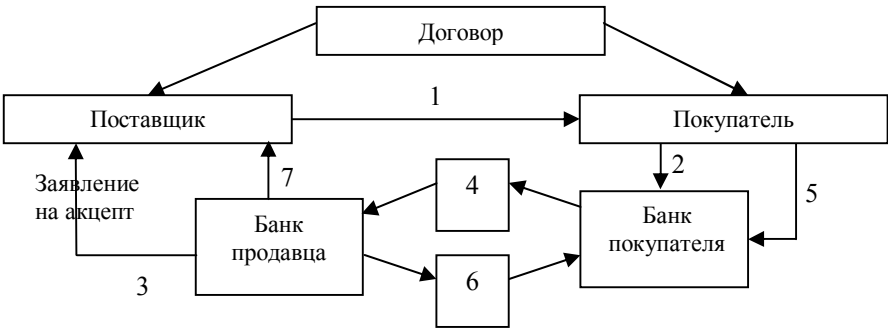 Договор
1
Поставщик
Покупатель
Заявление
на акцепт
7
4
2
5
Банк
продавца
Банк
покупателя
6
3